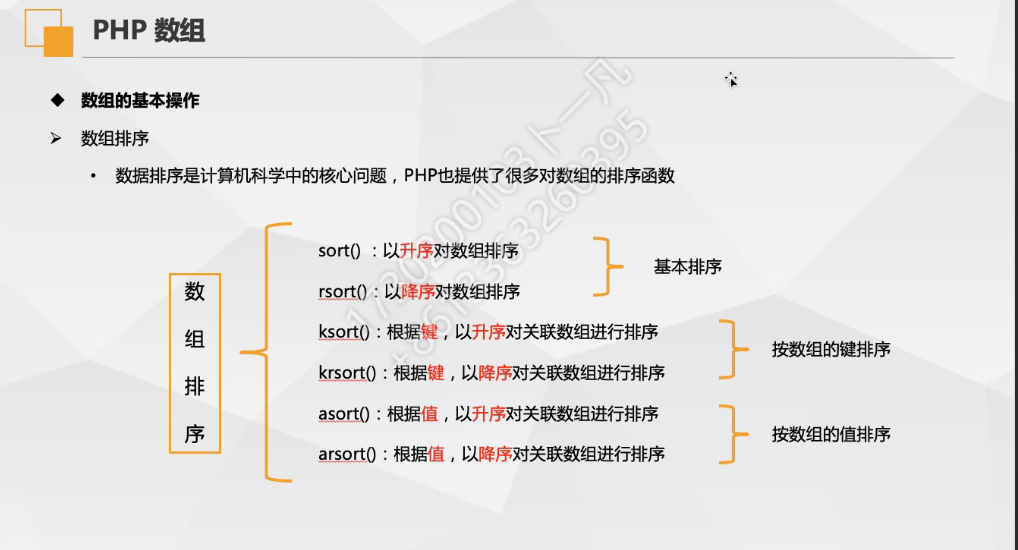 PHP 数组
数组的基本操作
数组排序
数据排序是计算机科学中的核心问题，PHP也提供了很多对数组的排序函数
数组排序
sort() ：以升序对数组排序
rsort()：以降序对数组排序
基本排序
ksort()：根据键，以升序对关联数组进行排序
krsort()：根据键，以降序对关联数组进行排序
按数组的键排序
asort()：根据值，以升序对关联数组进行排序
arsort()：根据值，以降序对关联数组进行排序
按数组的值排序